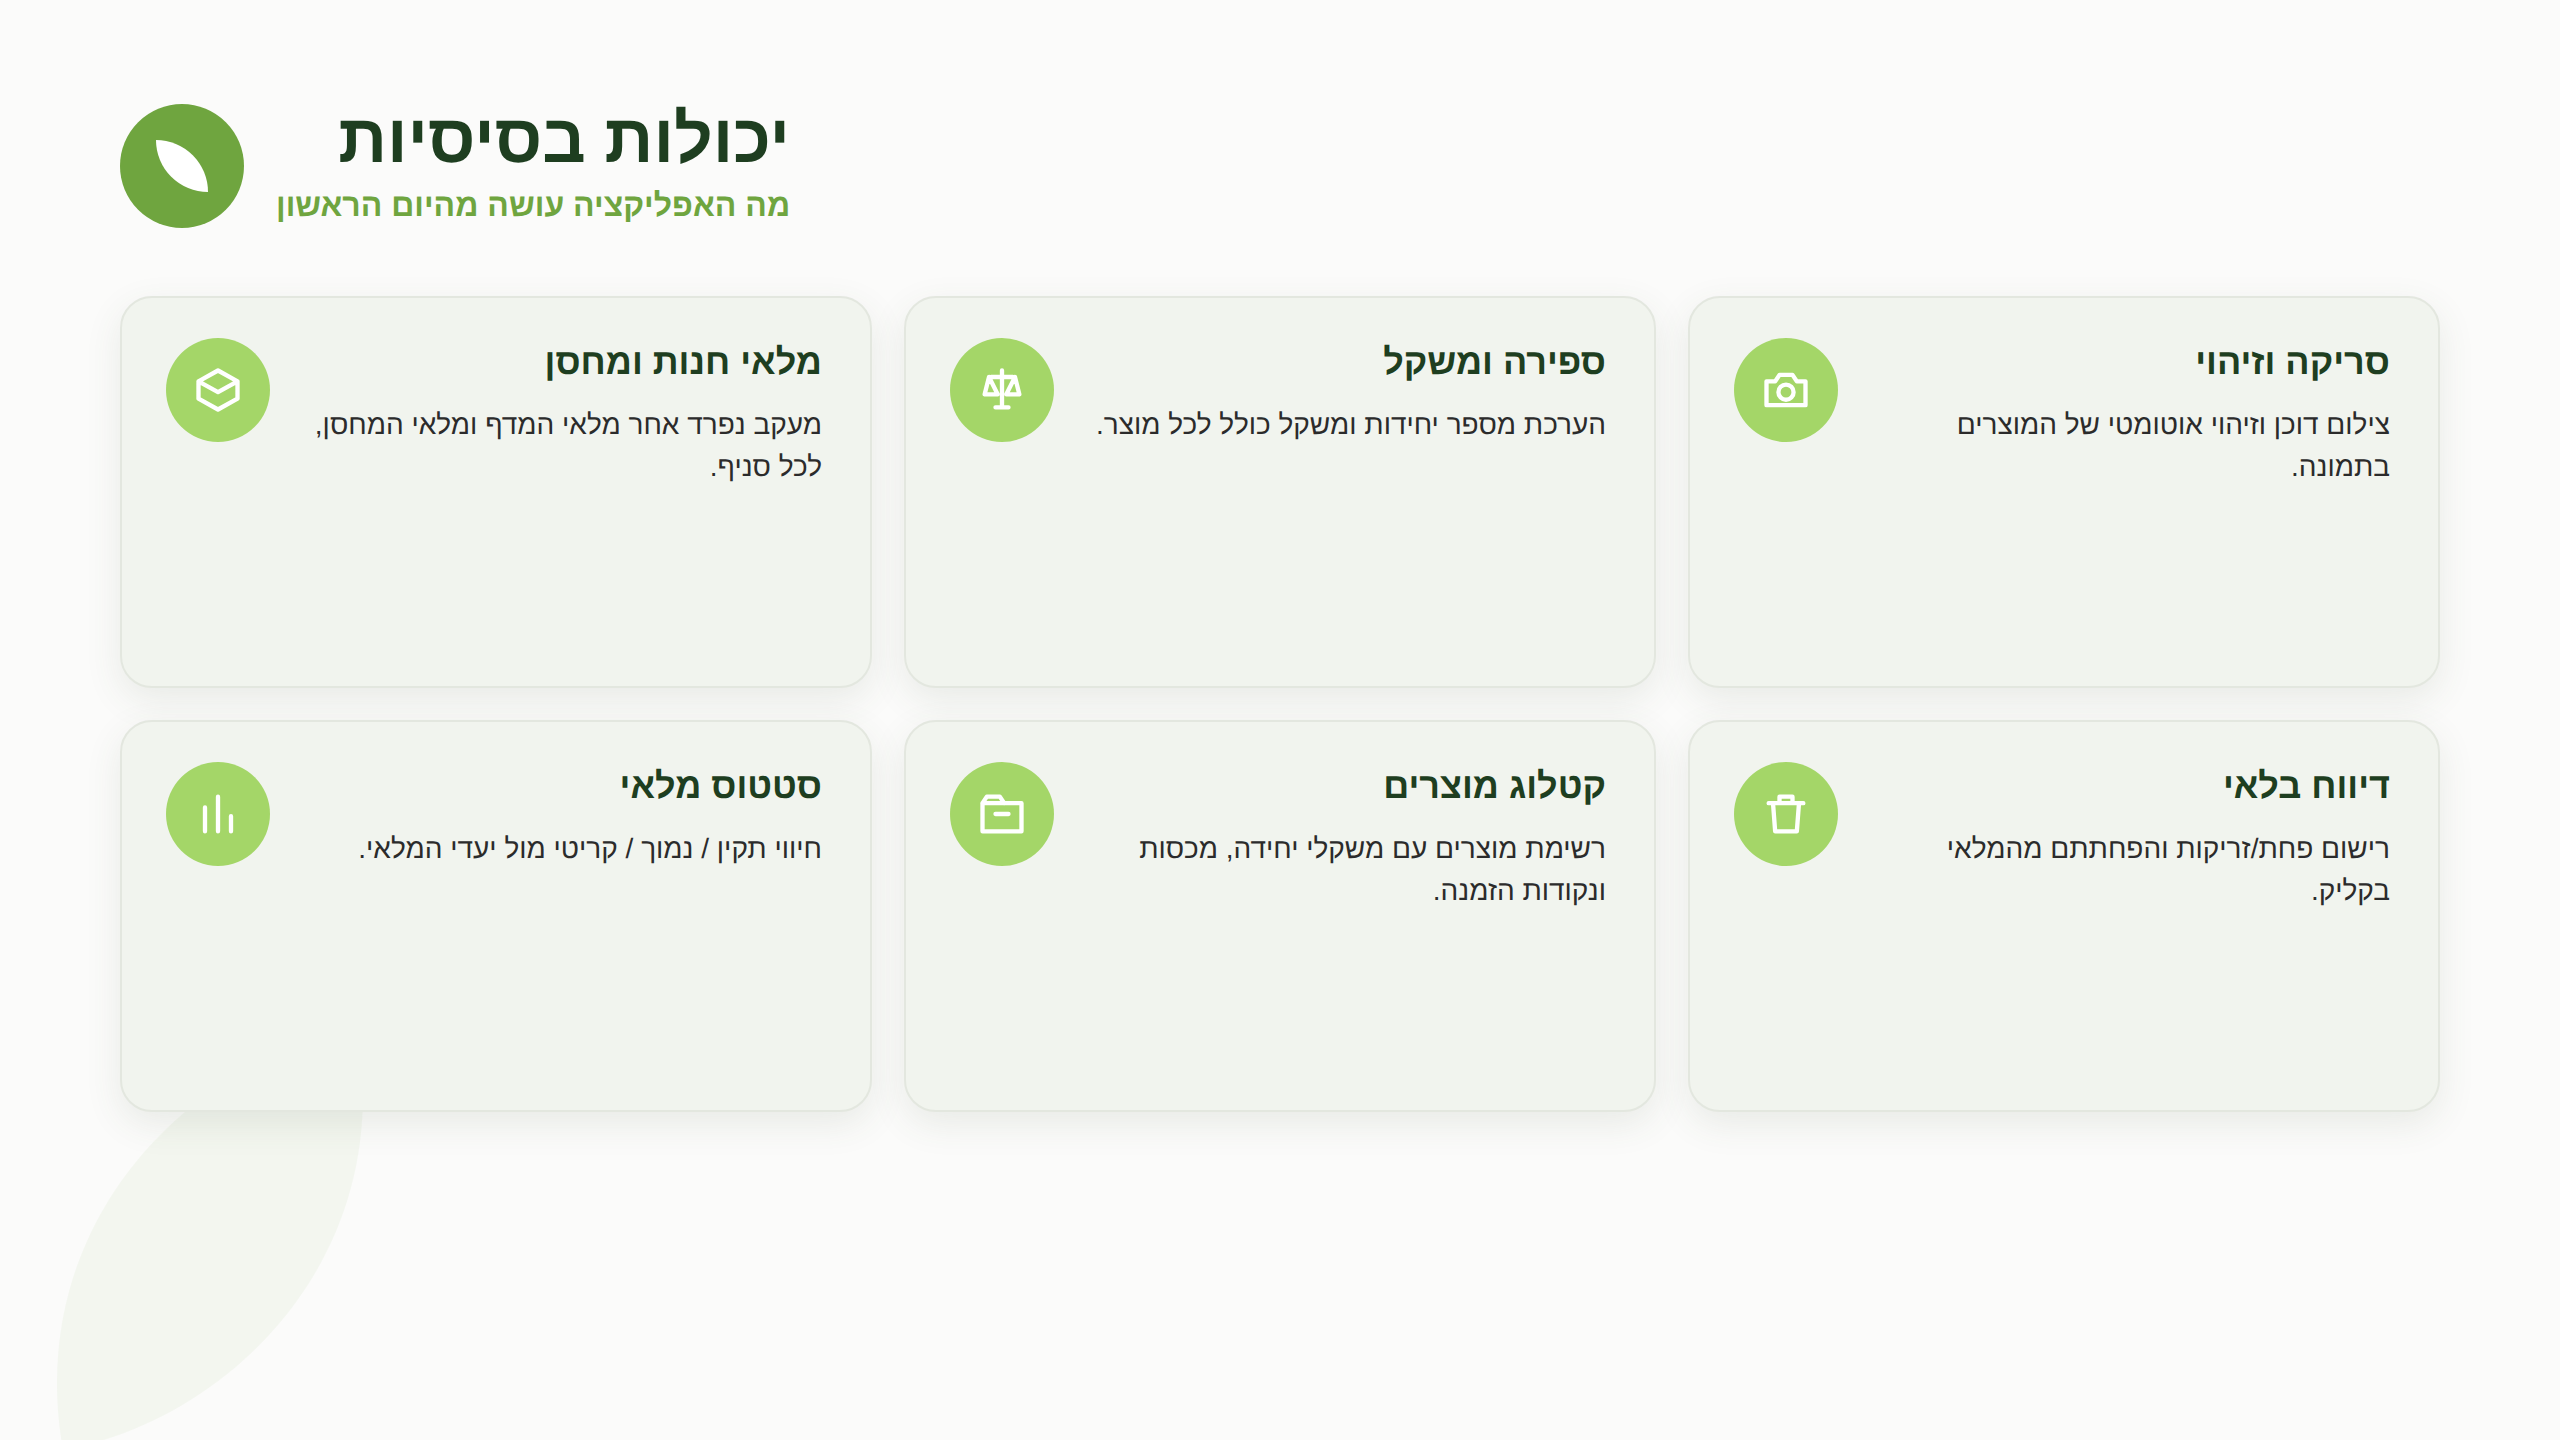 יכולות בסיסיות
מה האפליקציה עושה מהיום הראשון
סריקה וזיהוי
צילום דוכן וזיהוי אוטומטי של המוצרים
בתמונה.
ספירה ומשקל
הערכת מספר יחידות ומשקל כולל לכל מוצר.
מלאי חנות ומחסן
מעקב נפרד אחר מלאי המדף ומלאי המחסן,
לכל סניף.
דיווח בלאי
רישום פחת/זריקות והפחתתם מהמלאי
בקליק.
קטלוג מוצרים
רשימת מוצרים עם משקלי יחידה, מכסות
ונקודות הזמנה.
סטטוס מלאי
חיווי תקין / נמוך / קריטי מול יעדי המלאי.